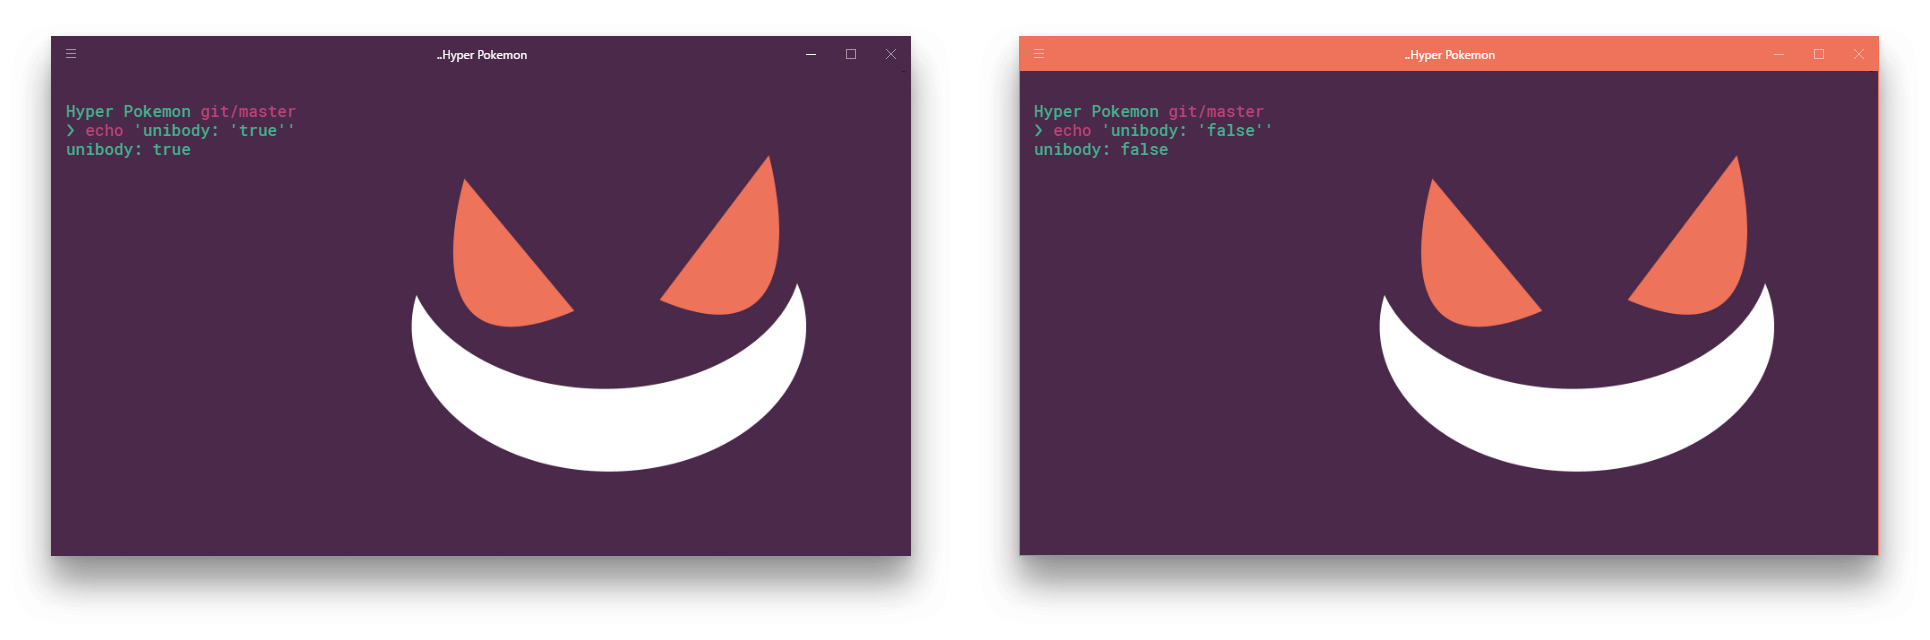 ..Hyper Pokemon
Hyper Pokemon git/master
❯ echo 'unibody: 'true''
unibody: true
..Hyper Pokemon
Hyper Pokemon git/master
❯ echo 'unibody: 'false''
unibody: false